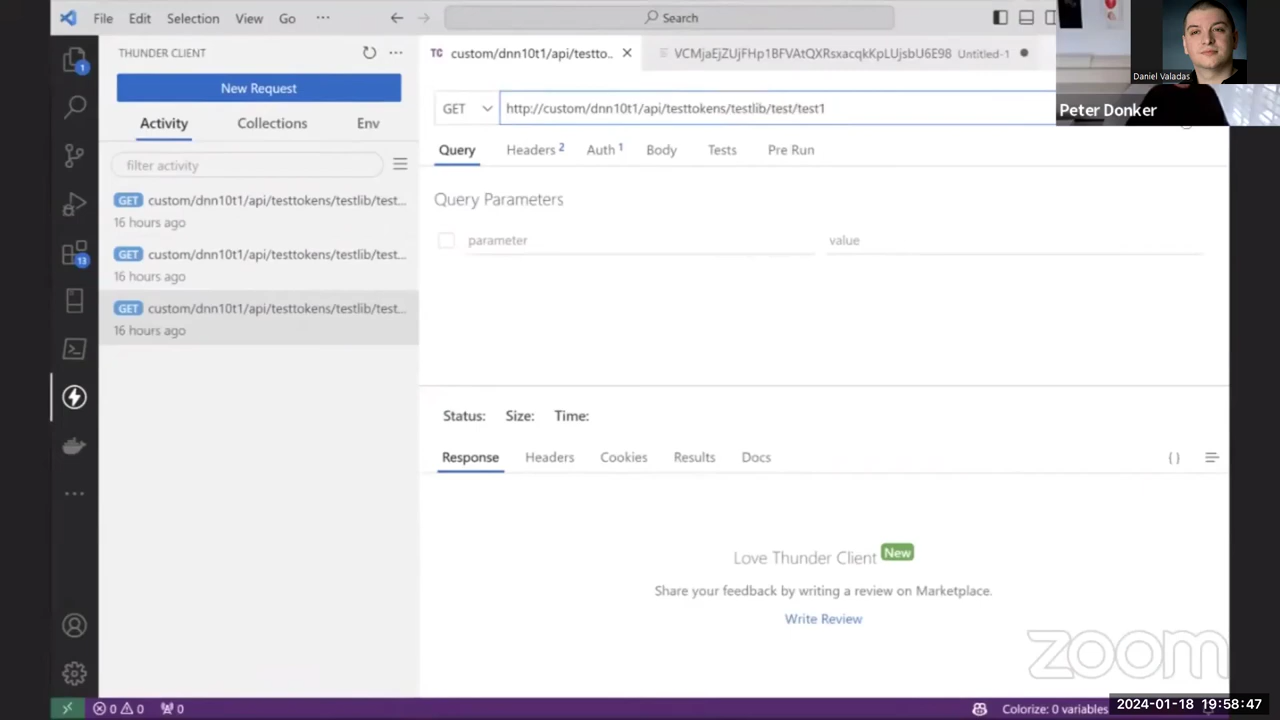 File Edit Selection View Go ··· Search
THUNDER CLIENT
TC custom/dnn10t1/api/testto.. VCMjaEjZUjFHp1BFVAtQXRsxacqkKpLUjsbU6E98 Untitled-1
Daniel Valadas
Peter Donker
1
New Request
GET http://custom/dnn10t1/api/testtokens/testlib/test/test1
Activity Collections Env
Query Headers 2 Auth 1 Body Tests Pre Run
filter activity
GET custom/dnn10t1/api/testtokens/testlib/test...
16 hours ago
Query Parameters
parameter value
GET custom/dnn10t1/api/testtokens/testlib/test...
16 hours ago
13
GET custom/dnn10t1/api/testtokens/testlib/test...
16 hours ago
Status: Size: Time:
Response Headers Cookies Results Docs {}
Love Thunder Client New
Share your feedback by writing a review on Marketplace.
Write Review
zoom
0 0 0 Colorize: 0 variables
2024-01-18 19:58:47